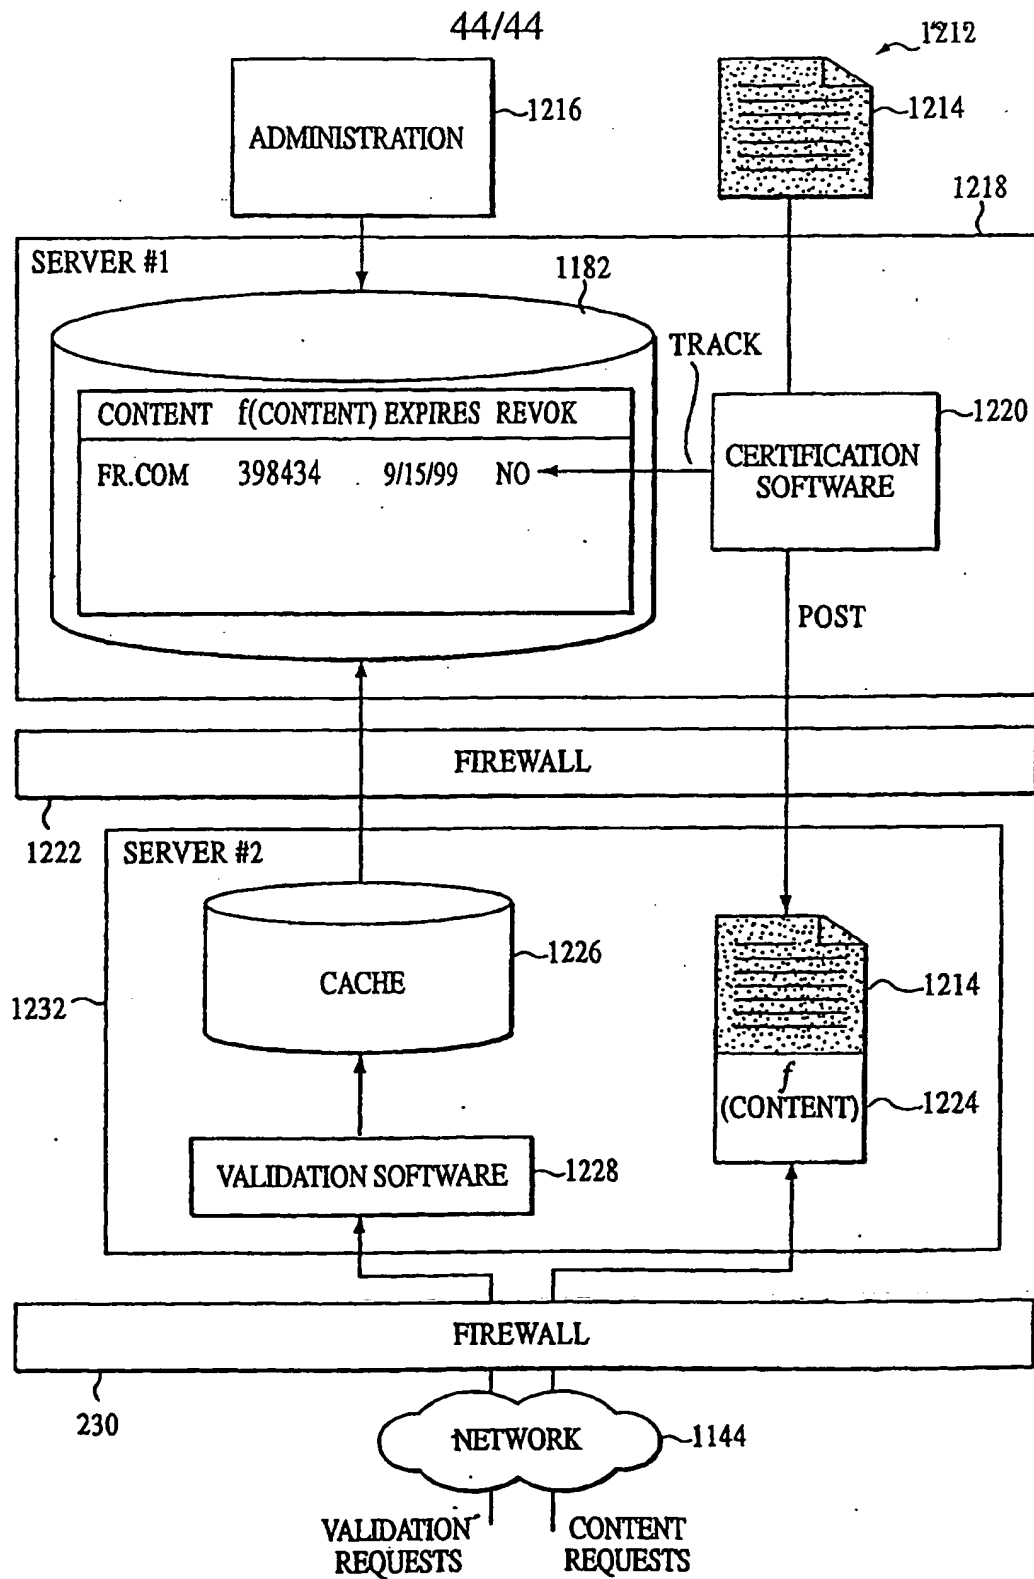 44/44
1212
ADMINISTRATION
1216
1214
1218
SERVER #1
1182
TRACK
CONTENT f(CONTENT) EXPIRES REVOK
FR.COM 398434 9/15/99 NO
CERTIFICATION
SOFTWARE
1220
POST
FIREWALL
1222
SERVER #2
CACHE
1226
1232
1214
f
(CONTENT)
1224
VALIDATION SOFTWARE
1228
FIREWALL
230
NETWORK
1144
VALIDATION
REQUESTS
CONTENT
REQUESTS